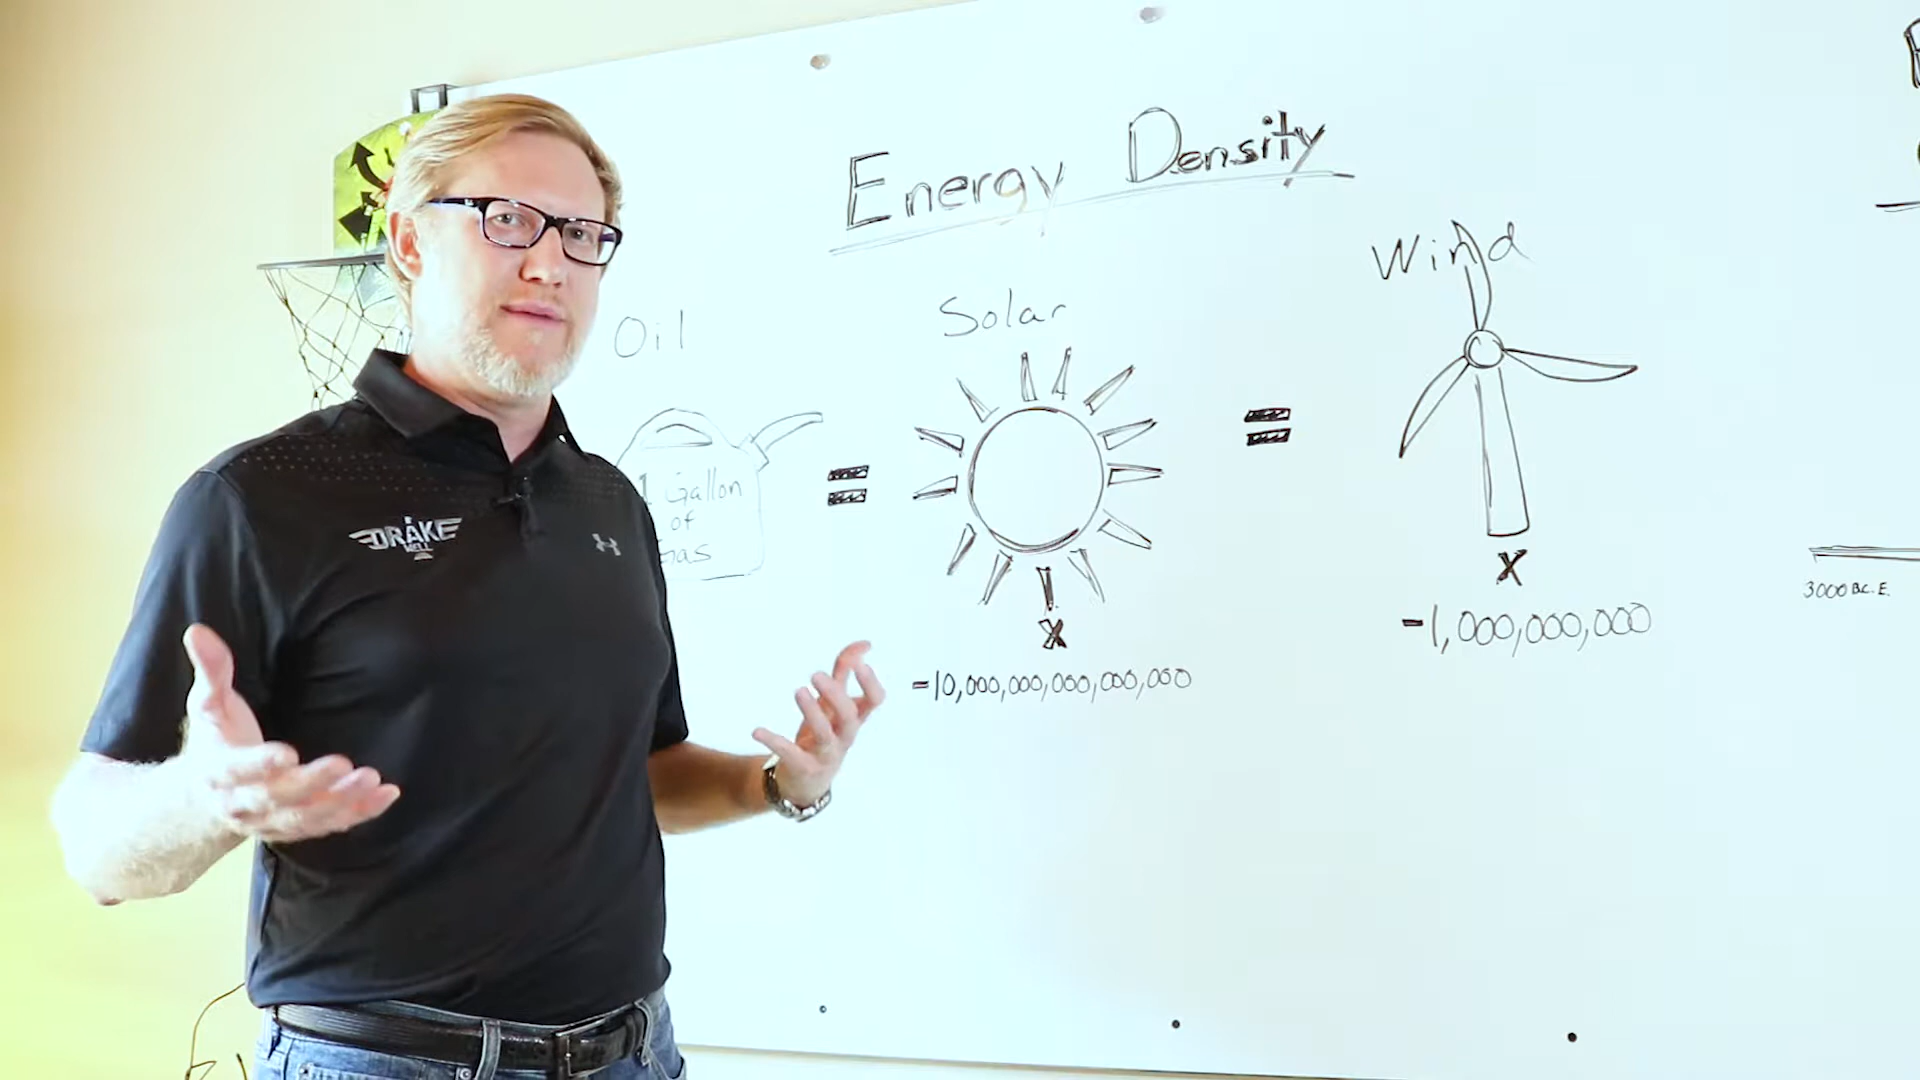 Energy Density
Oil
Solar
Wind
1 Gallon
of
Gas
=
=
x
x
-10,000,000,000,000,000
-1,000,000,000
3000 B.C.E.
DRAKE
WELL